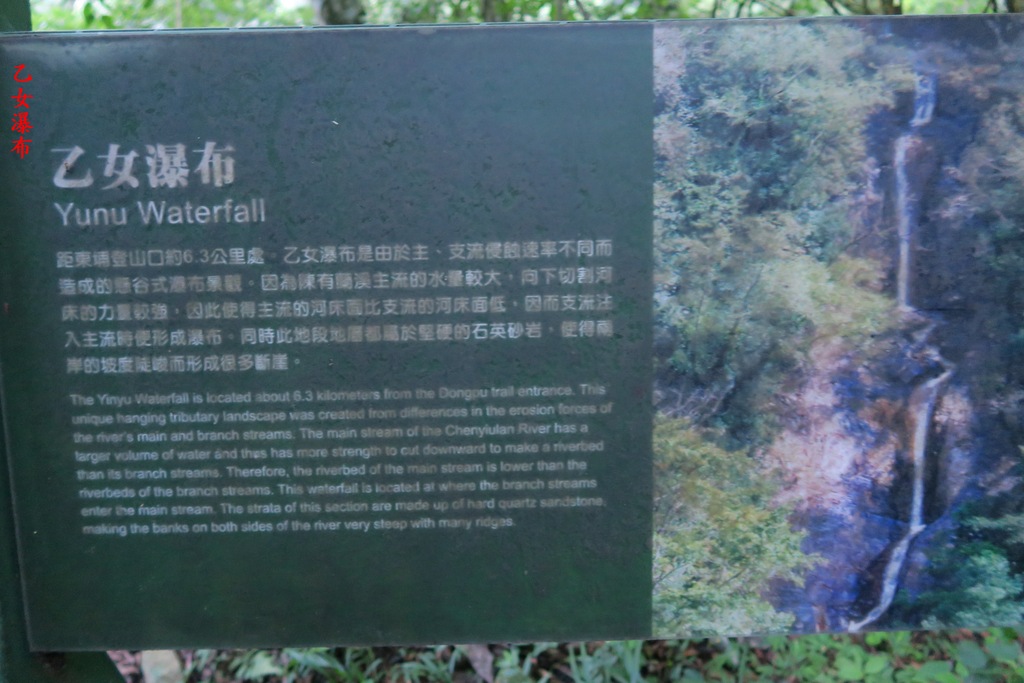 乙女瀑布
乙女瀑布
Yunu Waterfall
距東埔登山口約6.3公里處。乙女瀑布是由於主、支流侵蝕速率不同而
造成的懸谷式瀑布景觀。因為陳有蘭溪主流的水量較大，向下切割河
床的力量較強，因此使得主流的河床面比支流的河床面低，因而支流注
入主流時便形成瀑布。同時此地段地層都屬於堅硬的石英砂岩，使得兩
岸的坡度陡峻而形成很多斷崖。
The Yinyu Waterfall is located about 6.3 kilometers from the Dongpu trail entrance. This
unique hanging tributary landscape was created from differences in the erosion forces of
the river's main and branch streams. The main stream of the Chenyiulan River has a
larger volume of water and thus has more strength to cut downward to make a riverbed
than its branch streams. Therefore, the riverbed of the main stream is lower than the
riverbeds of the branch streams. This waterfall is located at where the branch streams
enter the main stream. The strata of this section are made up of hard quartz sandstone,
making the banks on both sides of the river very steep with many ridges.